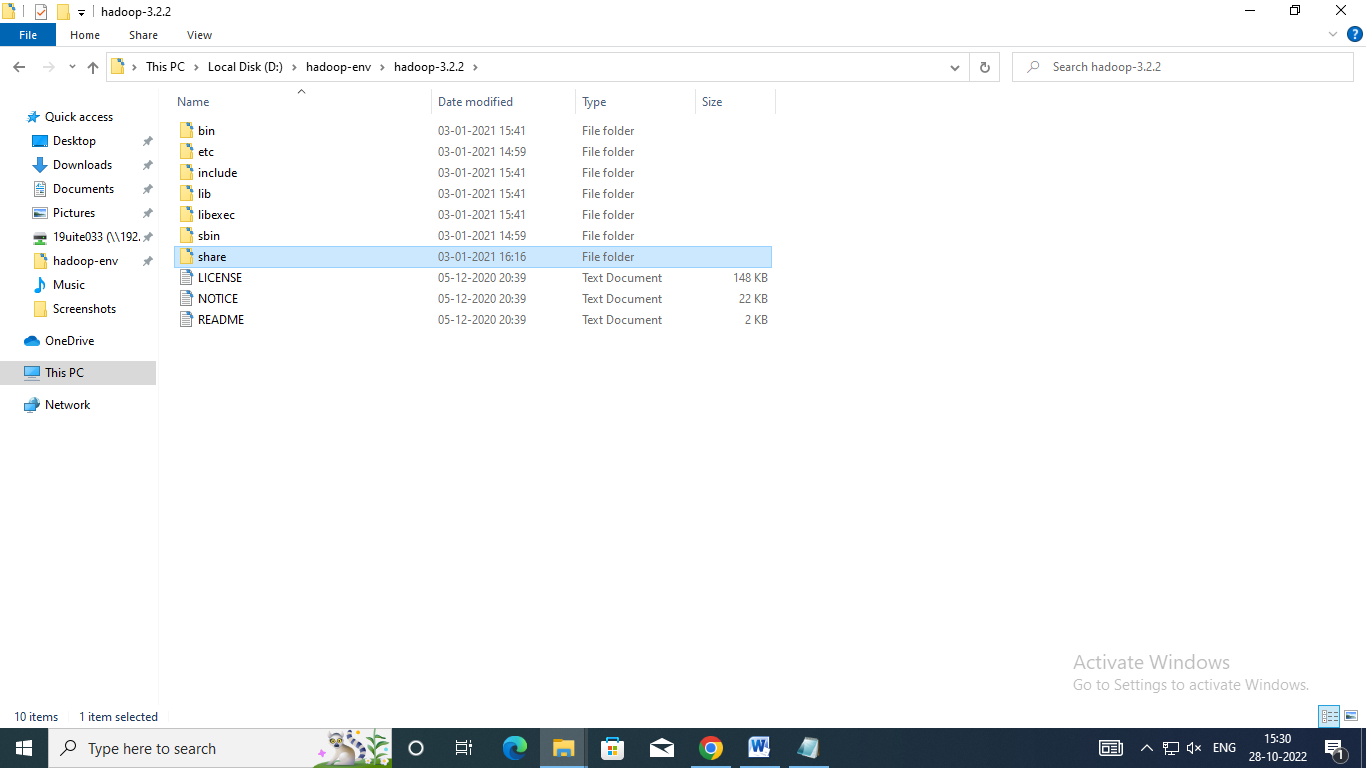 hadoop-3.2.2
File Home Share View
This PC Local Disk (D:) hadoop-env hadoop-3.2.2
Search hadoop-3.2.2
Name Date modified Type Size
Quick access
Desktop
Downloads
Documents
Pictures
19uite033 (\\192.
hadoop-env
Music
Screenshots
OneDrive
This PC
Network
bin 03-01-2021 15:41 File folder
etc 03-01-2021 14:59 File folder
include 03-01-2021 15:41 File folder
lib 03-01-2021 15:41 File folder
libexec 03-01-2021 15:41 File folder
sbin 03-01-2021 14:59 File folder
share 03-01-2021 16:16 File folder
LICENSE 05-12-2020 20:39 Text Document 148 KB
NOTICE 05-12-2020 20:39 Text Document 22 KB
README 05-12-2020 20:39 Text Document 2 KB
Activate Windows
Go to Settings to activate Windows.
10 items 1 item selected
Type here to search
ENG
15:30
28-10-2022
1